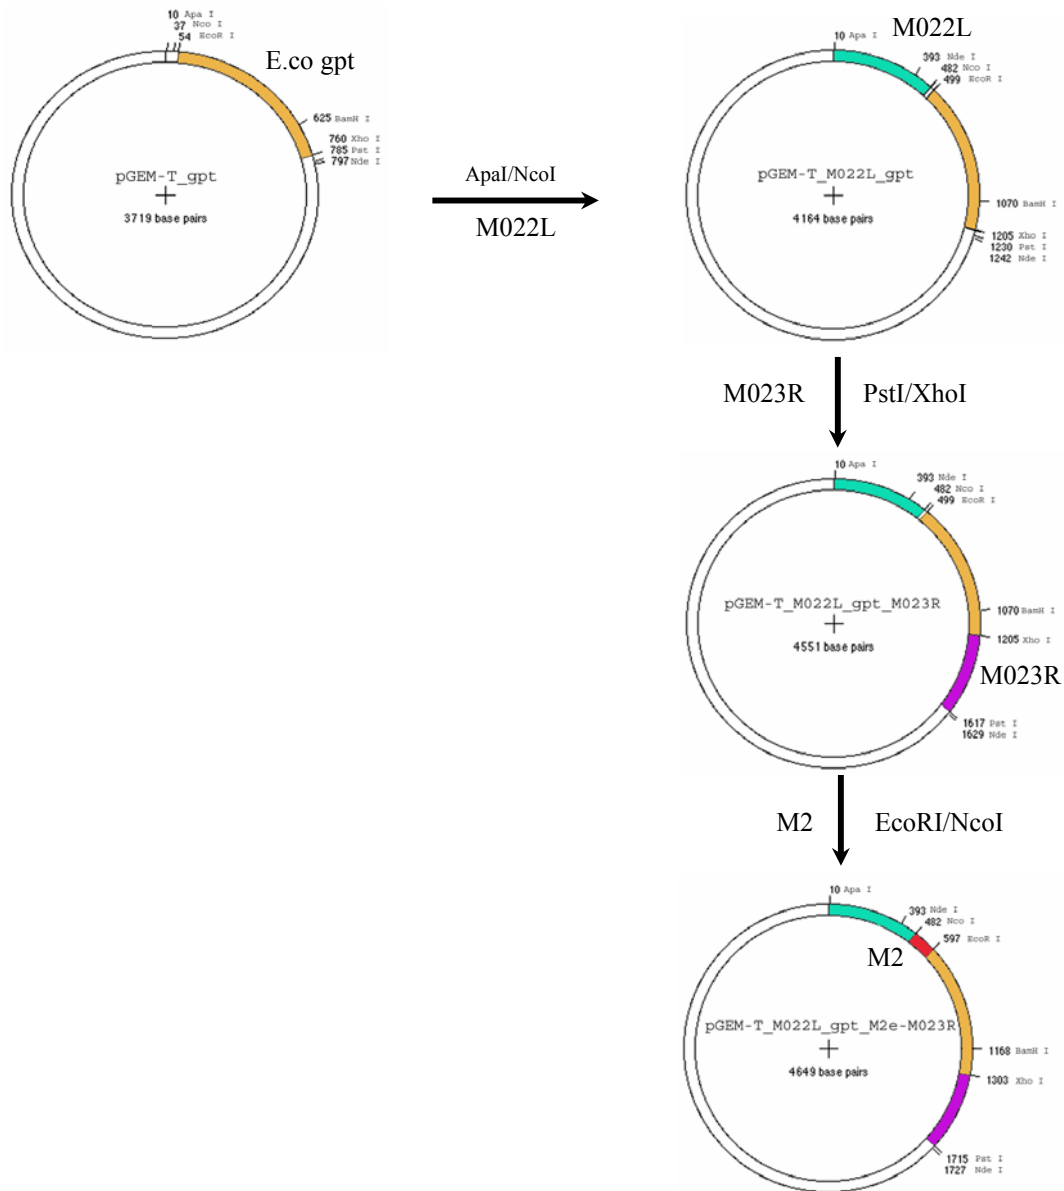 10 Apa I
37 Nco I
54 EcoR I
E.co gpt
625 BamH I
760 Xho I
785 Pst I
797 Nde I
pGEM-T_gpt
3719 base pairs
ApaI/NcoI
M022L
M022L
10 Apa I
393 Nde I
482 Nco I
499 EcoR I
pGEM-T_M022L_gpt
4164 base pairs
1070 BamH I
1205 Xho I
1230 Pst I
1242 Nde I
M023R PstI/XhoI
10 Apa I
393 Nde I
482 Nco I
499 EcoR I
pGEM-T_M022L_gpt_M023R
4551 base pairs
1070 BamH I
1205 Xho I
M023R
1617 Pst I
1629 Nde I
M2 EcoRI/NcoI
10 Apa I
393 Nde I
482 Nco I
597 EcoR I
M2
pGEM-T_M022L_gpt_M2e-M023R
4649 base pairs
1168 BamH I
1303 Xho I
1715 Pst I
1727 Nde I